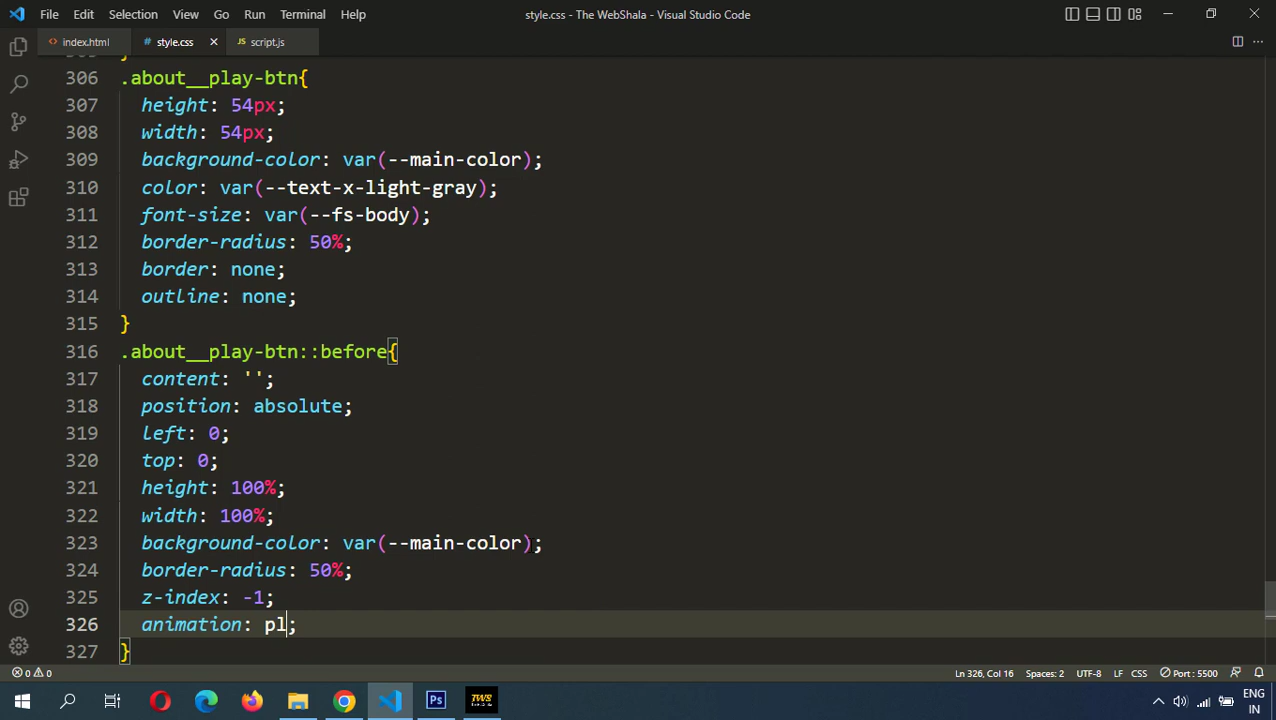 File Edit Selection View Go Run Terminal Help style.css - The WebShala - Visual Studio Code
index.html # style.css JS script.js
305 }
306 .about__play-btn{
307 height: 54px;
308 width: 54px;
309 background-color: var(--main-color);
310 color: var(--text-x-light-gray);
311 font-size: var(--fs-body);
312 border-radius: 50%;
313 border: none;
314 outline: none;
315 }
316 .about__play-btn::before{
317 content: '';
318 position: absolute;
319 left: 0;
320 top: 0;
321 height: 100%;
322 width: 100%;
323 background-color: var(--main-color);
324 border-radius: 50%;
325 z-index: -1;
326 animation: pl;
327 }
0 0 Ln 326, Col 16 Spaces: 2 UTF-8 LF CSS Port : 5500
Ps TWS ENG
IN